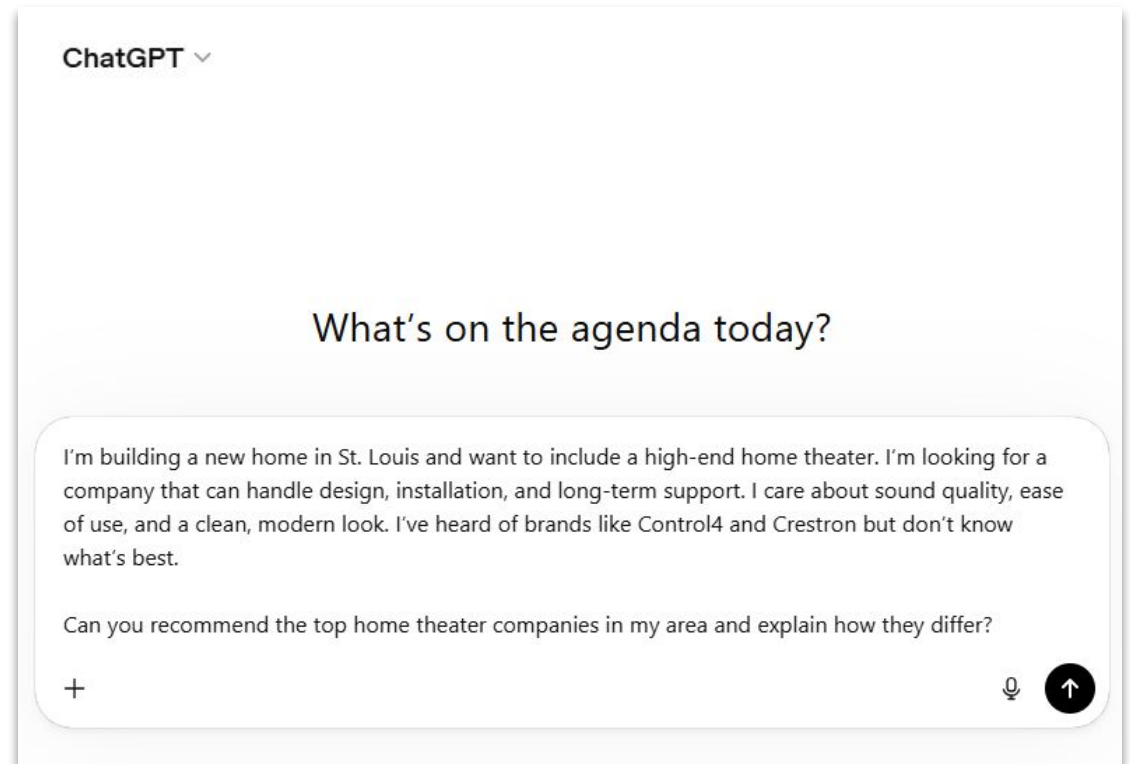 ChatGPT
What’s on the agenda today?
I’m building a new home in St. Louis and want to include a high-end home theater. I’m looking for a
company that can handle design, installation, and long-term support. I care about sound quality, ease
of use, and a clean, modern look. I’ve heard of brands like Control4 and Crestron but don’t know
what’s best.
Can you recommend the top home theater companies in my area and explain how they differ?